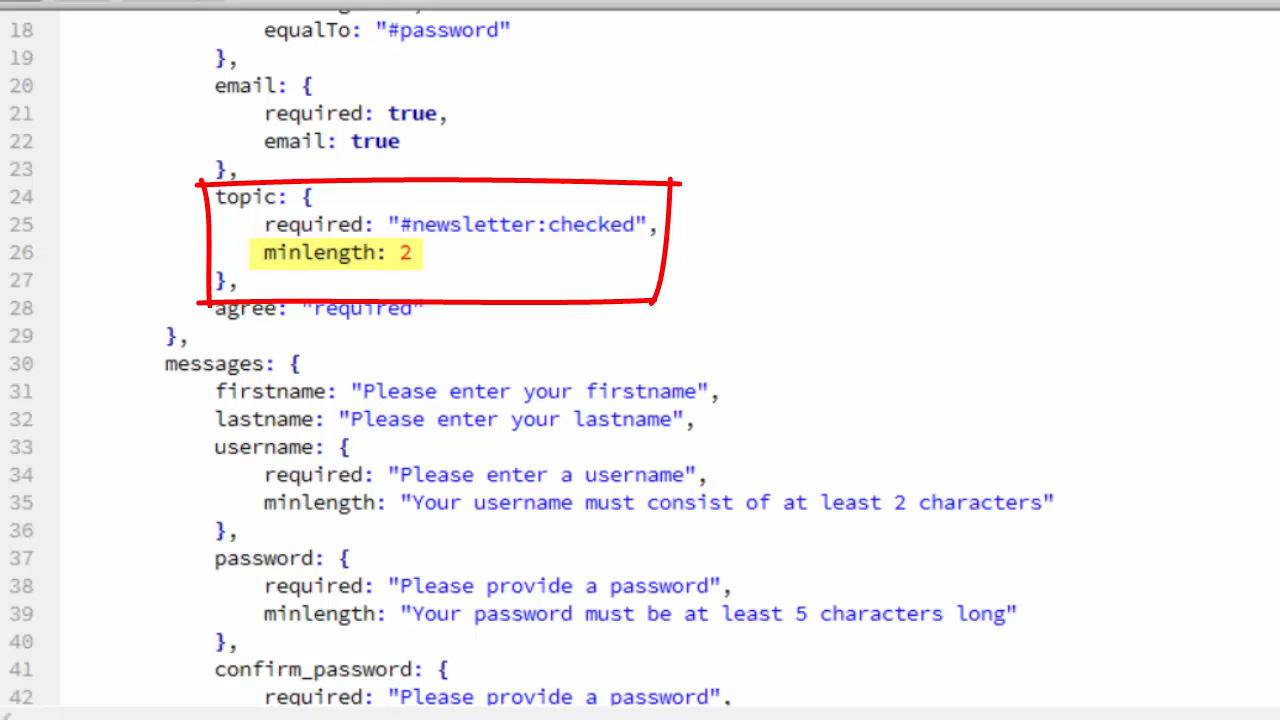 18 equalTo: "#password"
19 },
20 email: {
21 required: true,
22 email: true
23 },
24 topic: {
25 required: "#newsletter:checked",
26 minlength: 2
27 },
28 agree: "required"
29 },
30 messages: {
31 firstname: "Please enter your firstname",
32 lastname: "Please enter your lastname",
33 username: {
34 required: "Please enter a username",
35 minlength: "Your username must consist of at least 2 characters"
36 },
37 password: {
38 required: "Please provide a password",
39 minlength: "Your password must be at least 5 characters long"
40 },
41 confirm_password: {
42 required: "Please provide a password",